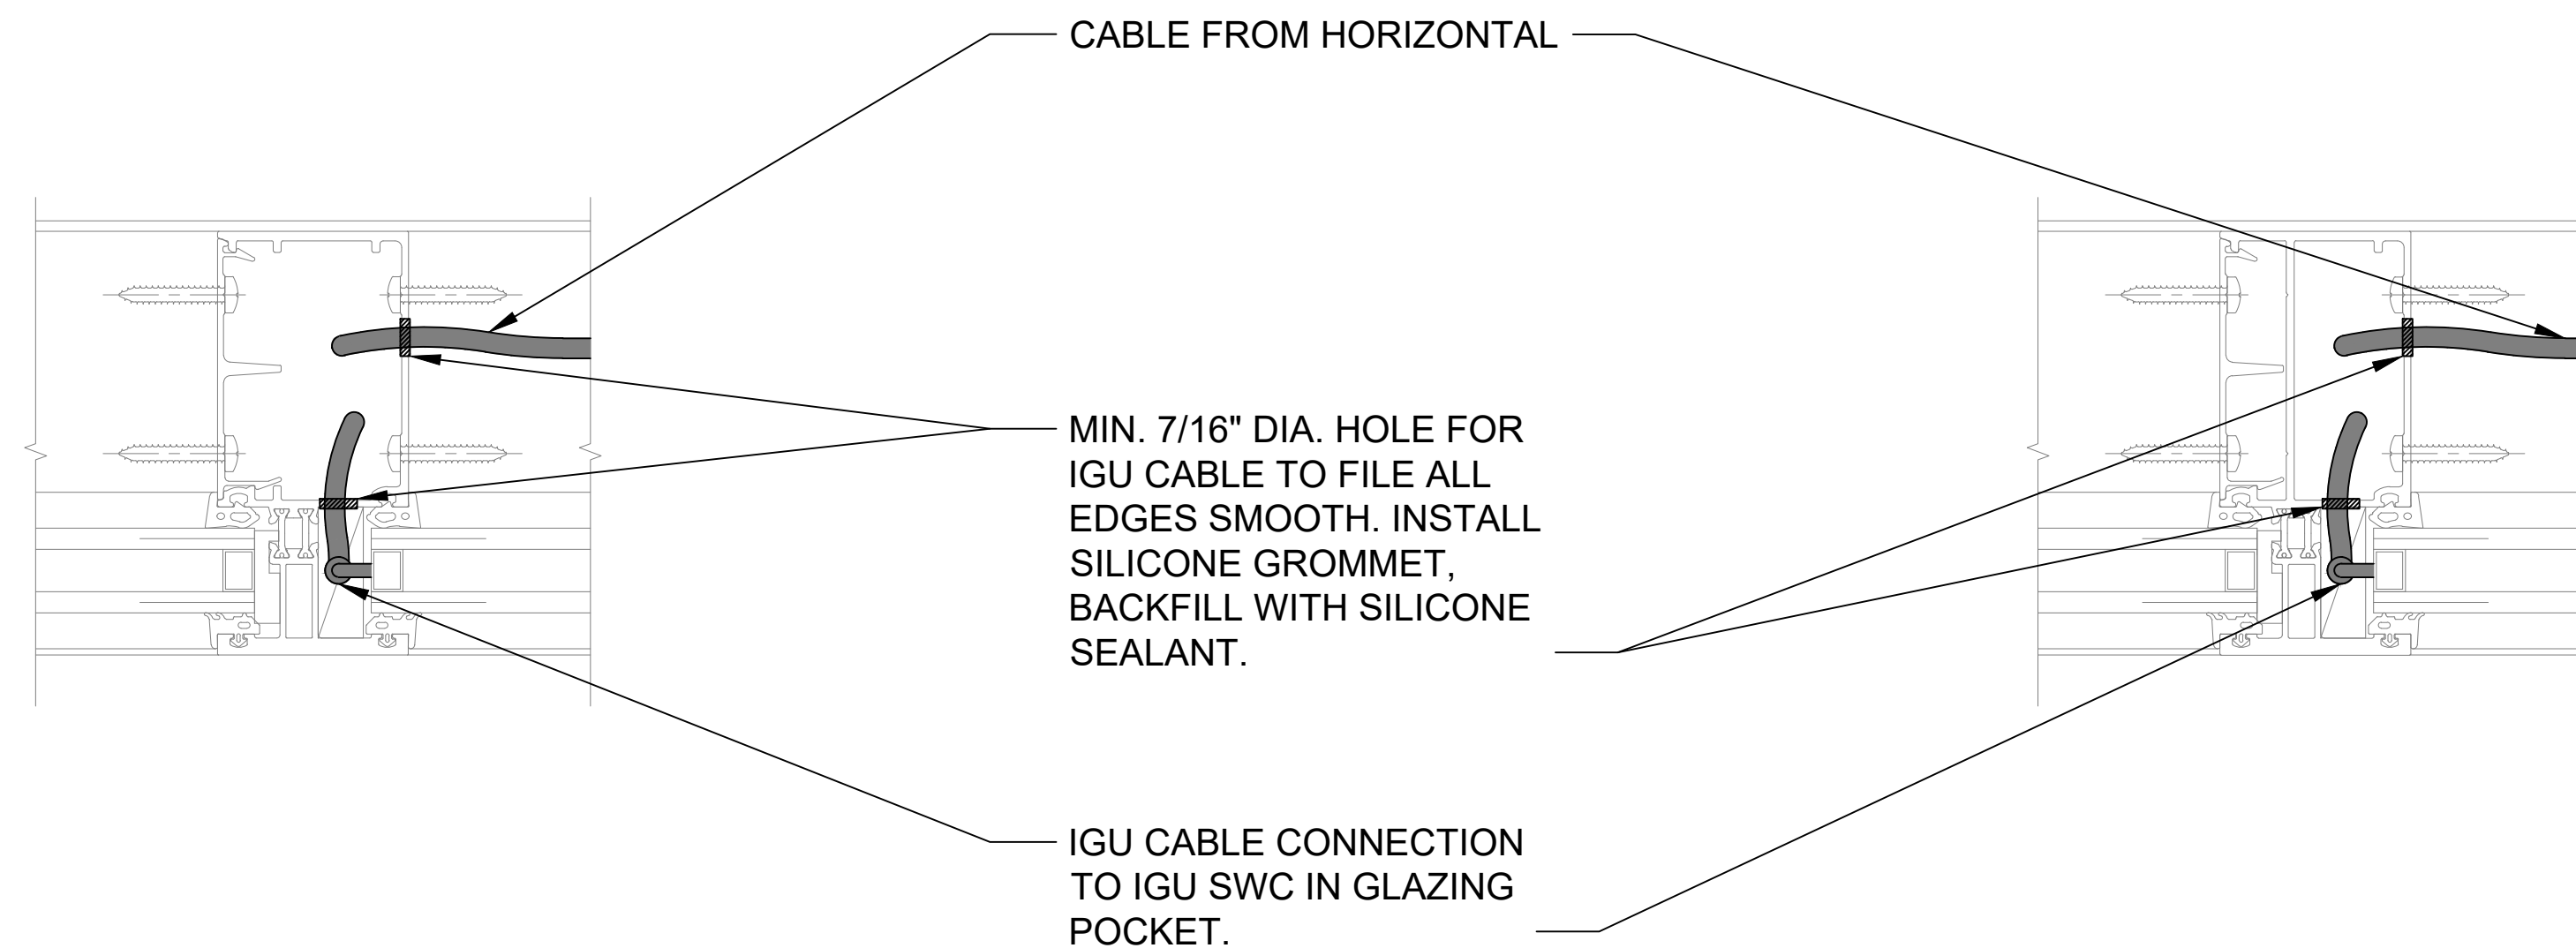 CABLE FROM HORIZONTAL
MIN. 7/16" DIA. HOLE FOR
IGU CABLE TO FILE ALL
EDGES SMOOTH. INSTALL
SILICONE GROMMET,
BACKFILL WITH SILICONE
SEALANT.
IGU CABLE CONNECTION
TO IGU SWC IN GLAZING
POCKET.